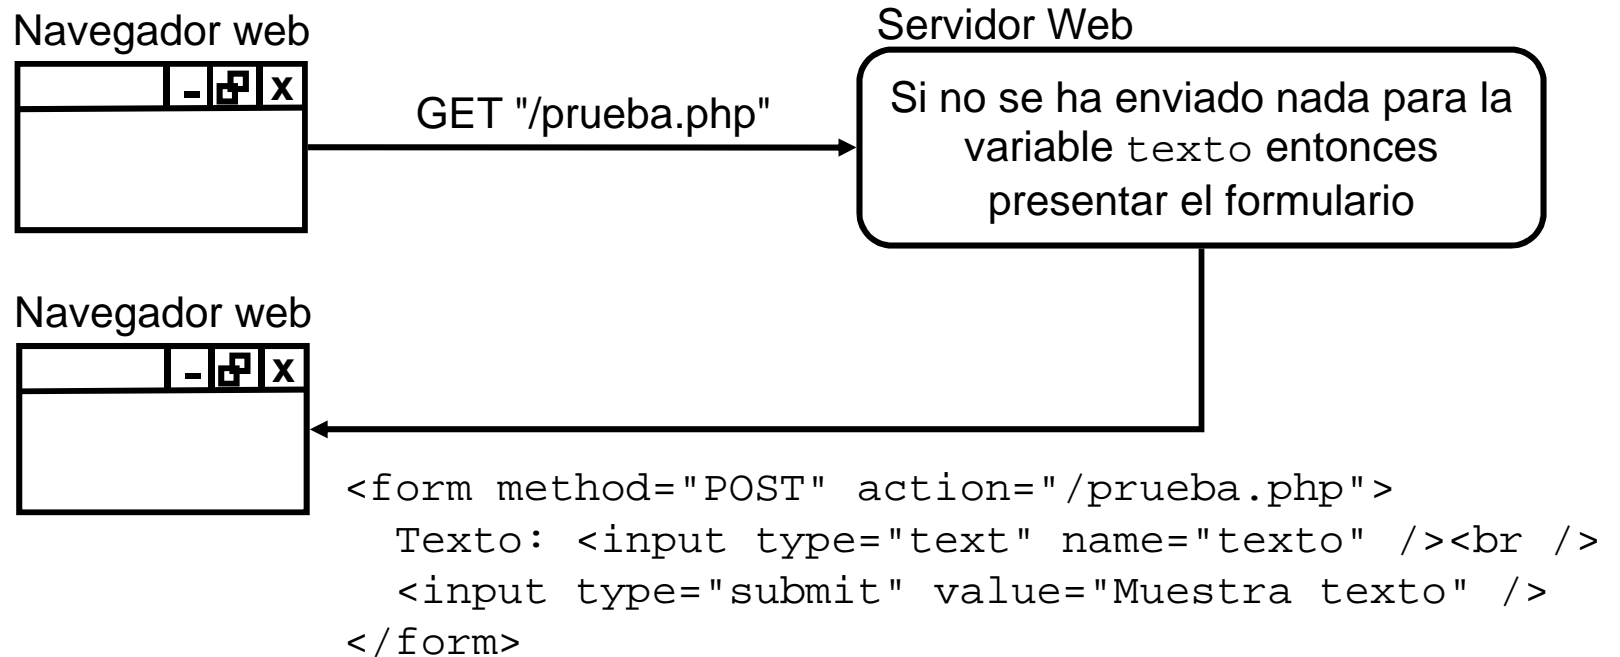 Navegador web
Servidor Web
- x
GET "/prueba.php"
Si no se ha enviado nada para la
variable texto entonces
presentar el formulario
Navegador web
- x
<form method="POST" action="/prueba.php">
Texto: <input type="text" name="texto" /><br />
<input type="submit" value="Muestra texto" />
</form>